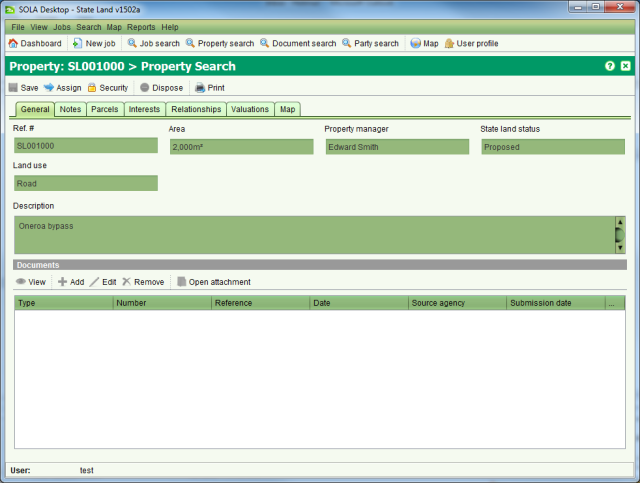 SOLA Desktop - State Land v1502a
File View Jobs Search Map Reports Help
Dashboard New job Job search Property search Document search Party search Map User profile
Property: SL001000 > Property Search
Save Assign Security Dispose Print
General Notes Parcels Interests Relationships Valuations Map
Ref. # Area Property manager State land status
SL001000 2,000m² Edward Smith Proposed
Land use
Road
Description
Oneroa bypass
Documents
View Add Edit Remove Open attachment
Type Number Reference Date Source agency Submission date ...
User: test